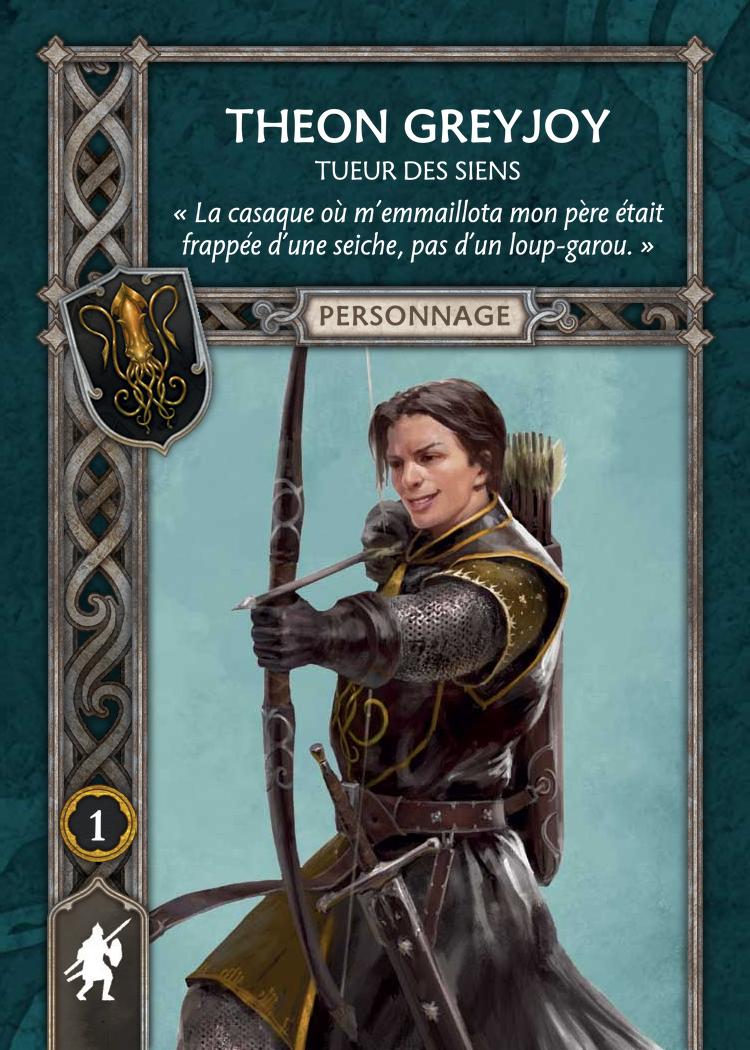 THEON GREYJOY
TUEUR DES SIENS
« La casaque où m’emmaillota mon père était
frappée d’une seiche, pas d’un loup-garou. »
PERSONNAGE
1